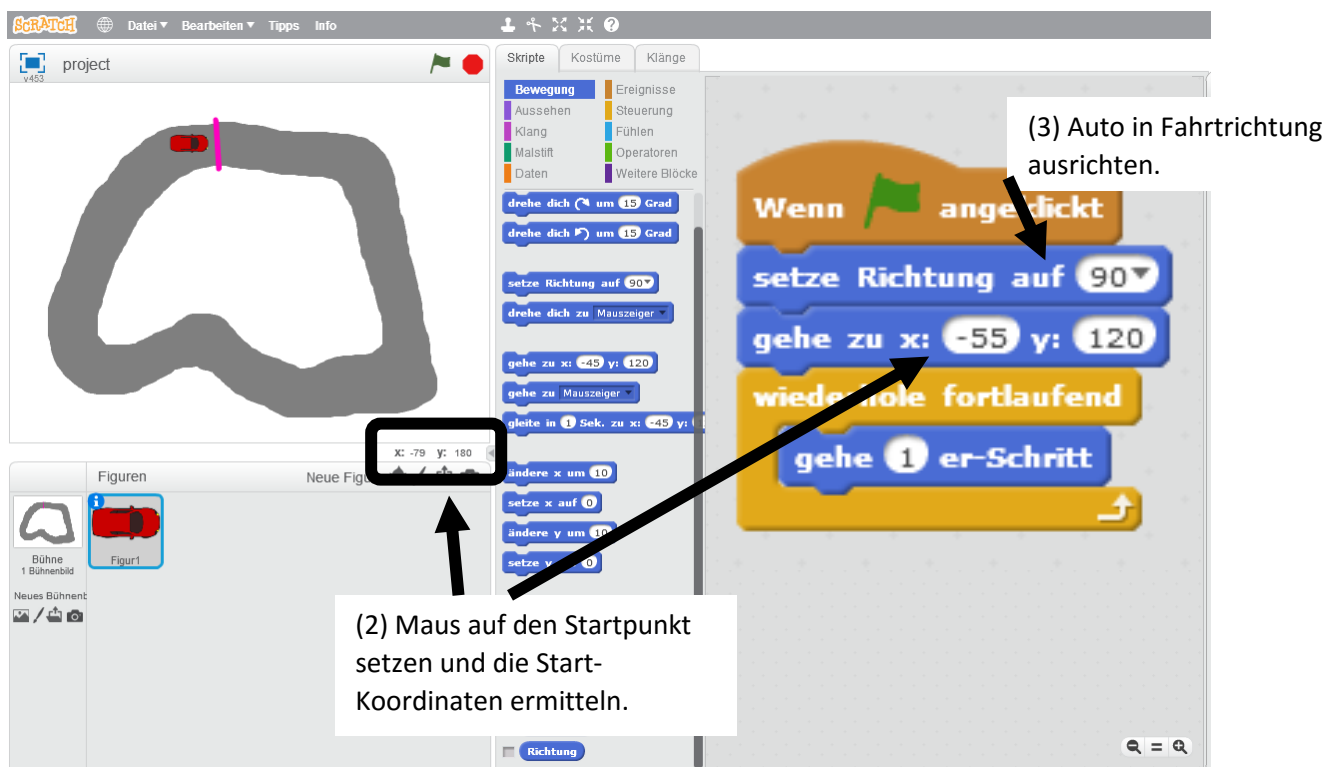 SCRATCH Datei Bearbeiten Tipps Info
project
v453
Skripte Kostüme Klänge
Bewegung Ereignisse
Aussehen Steuerung
Klang Fühlen
Malstift Operatoren
Daten Weitere Blöcke
drehe dich um 15 Grad
drehe dich um 15 Grad
setze Richtung auf 90
drehe dich zu Mauszeiger
gehe zu x: -45 y: 120
gehe zu Mauszeiger
gleite in 1 Sek. zu x: -45 y:
ändere x um 10
setze x auf 0
ändere y um 10
setze y 0
Richtung
(3) Auto in Fahrtrichtung
ausrichten.
Wenn angeklickt
setze Richtung auf 90
gehe zu x: -55 y: 120
wiederhole fortlaufend
gehe 1 er-Schritt
x: -79 y: 180
Figuren Neue
Figur1
Bühne
1 Bühnenbild
Neues
(2) Maus auf den Startpunkt
setzen und die Start-
Koordinaten ermitteln.